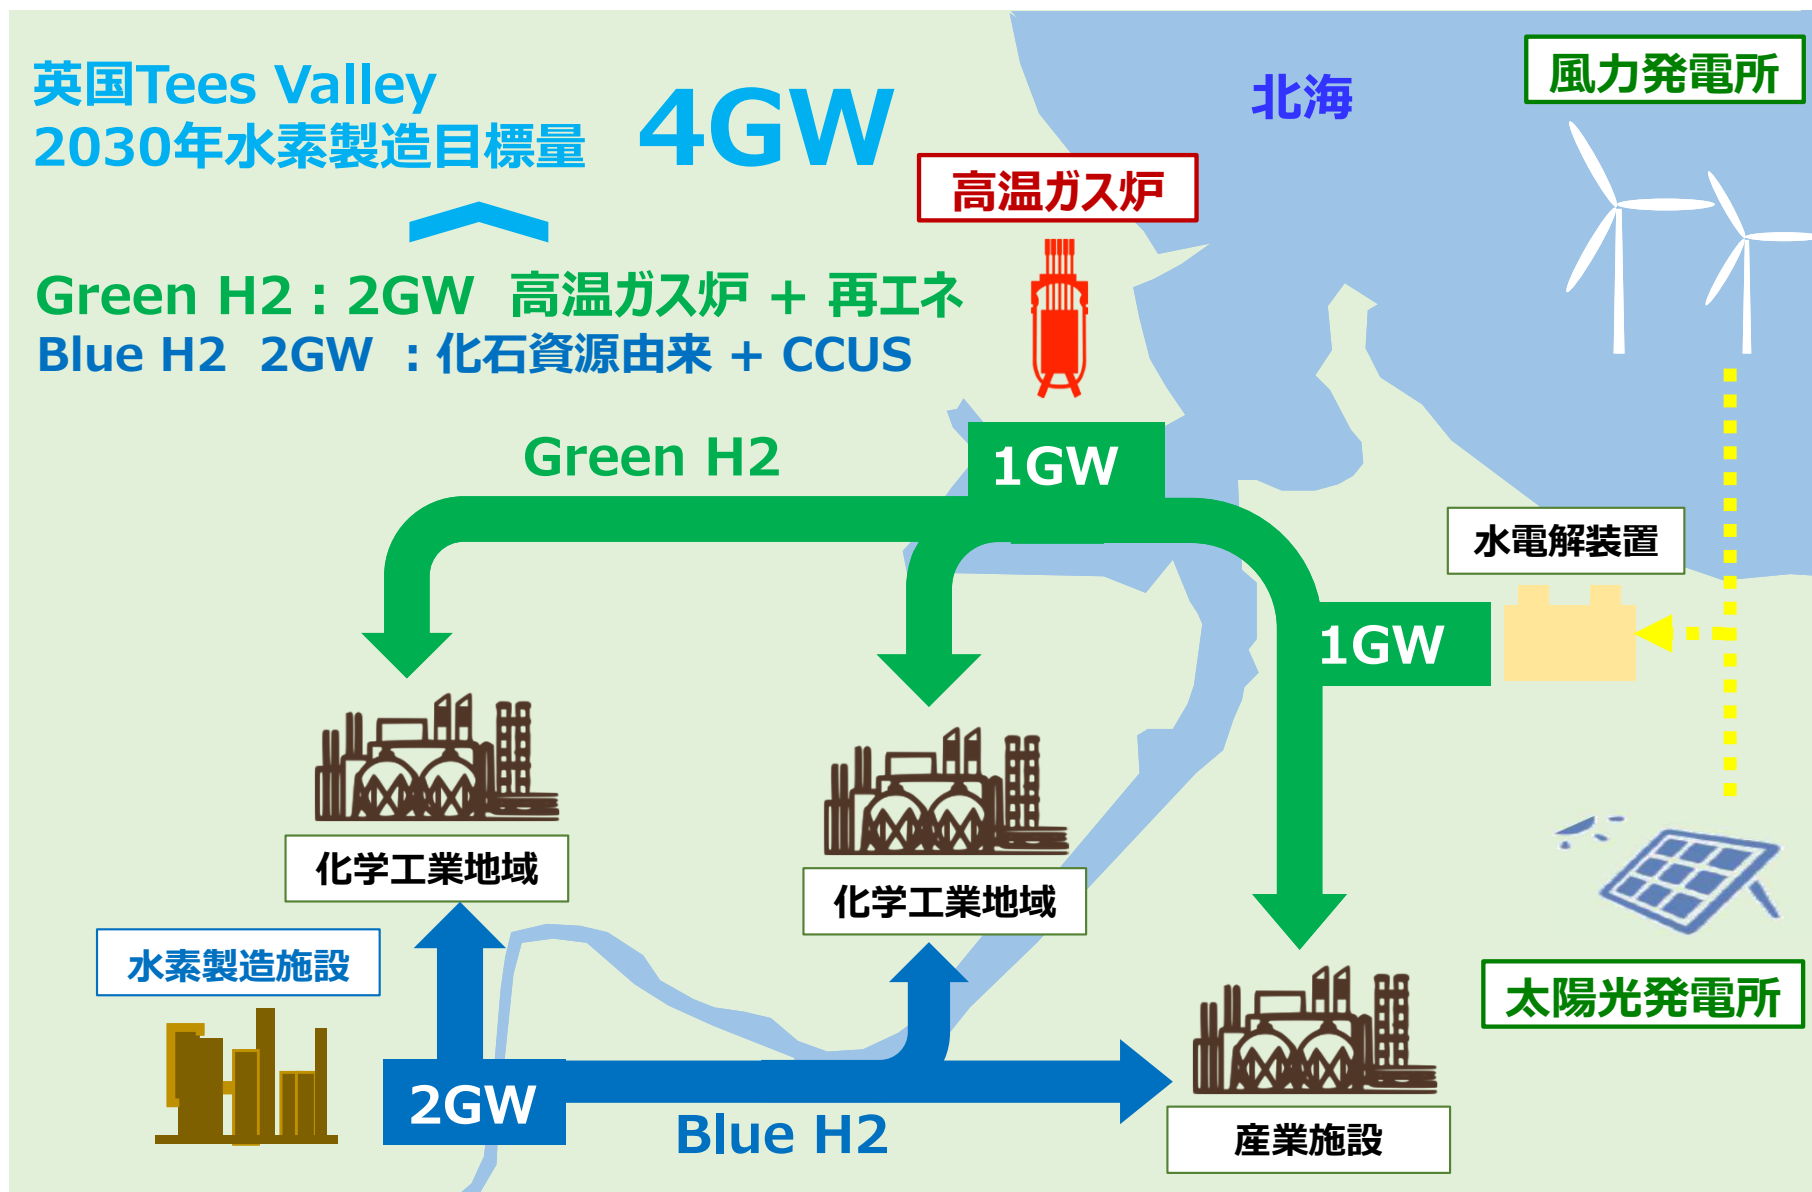 英国Tees Valley
2030年水素製造目標量
4GW
北海
風力発電所
高温ガス炉
Green H2：2GW 高温ガス炉 + 再エネ
Blue H2 2GW ：化石資源由来 + CCUS
Green H2
1GW
水電解装置
1GW
化学工業地域
化学工業地域
水素製造施設
太陽光発電所
2GW
Blue H2
産業施設